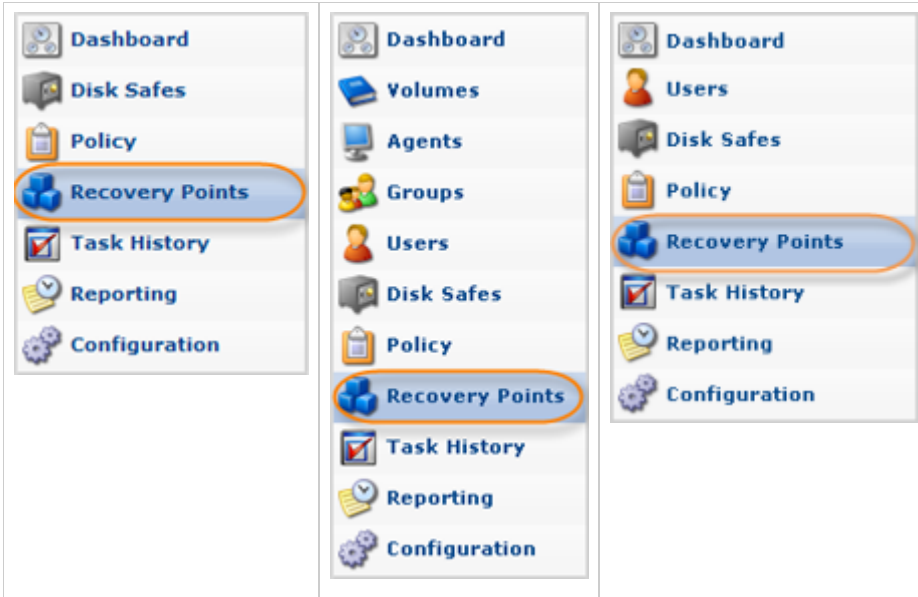 Dashboard
Disk Safes
Policy
Recovery Points
Task History
Reporting
Configuration
Dashboard
Volumes
Agents
Groups
Users
Disk Safes
Policy
Recovery Points
Task History
Reporting
Configuration
Dashboard
Users
Disk Safes
Policy
Recovery Points
Task History
Reporting
Configuration